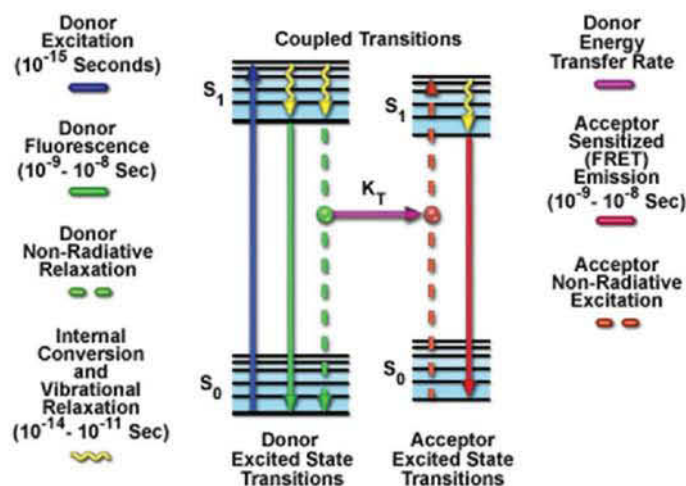 Donor
Excitation
(10⁻¹⁵ Seconds)
Donor
Fluorescence
(10⁻⁹ - 10⁻⁸ Sec)
Donor
Non-Radiative
Relaxation
Internal
Conversion
and
Vibrational
Relaxation
(10⁻¹⁴ - 10⁻¹¹ Sec)
Coupled Transitions
S₁
S₁
K_T
S₀
S₀
Donor
Excited State
Transitions
Acceptor
Excited State
Transitions
Donor
Energy
Transfer Rate
Acceptor
Sensitized
(FRET)
Emission
(10⁻⁹ - 10⁻⁸ Sec)
Acceptor
Non-Radiative
Excitation